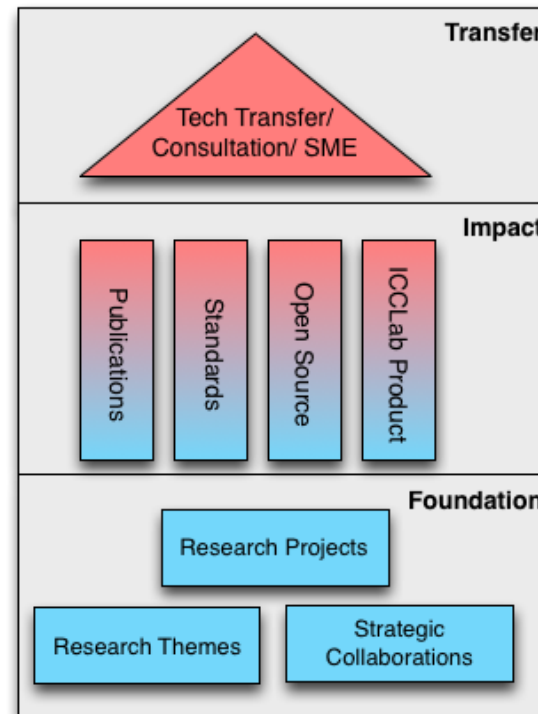 Transfer
Tech Transfer/
Consultation/ SME
Impact
Publications
Standards
Open Source
ICCLab Product
Foundation
Research Projects
Research Themes
Strategic
Collaborations